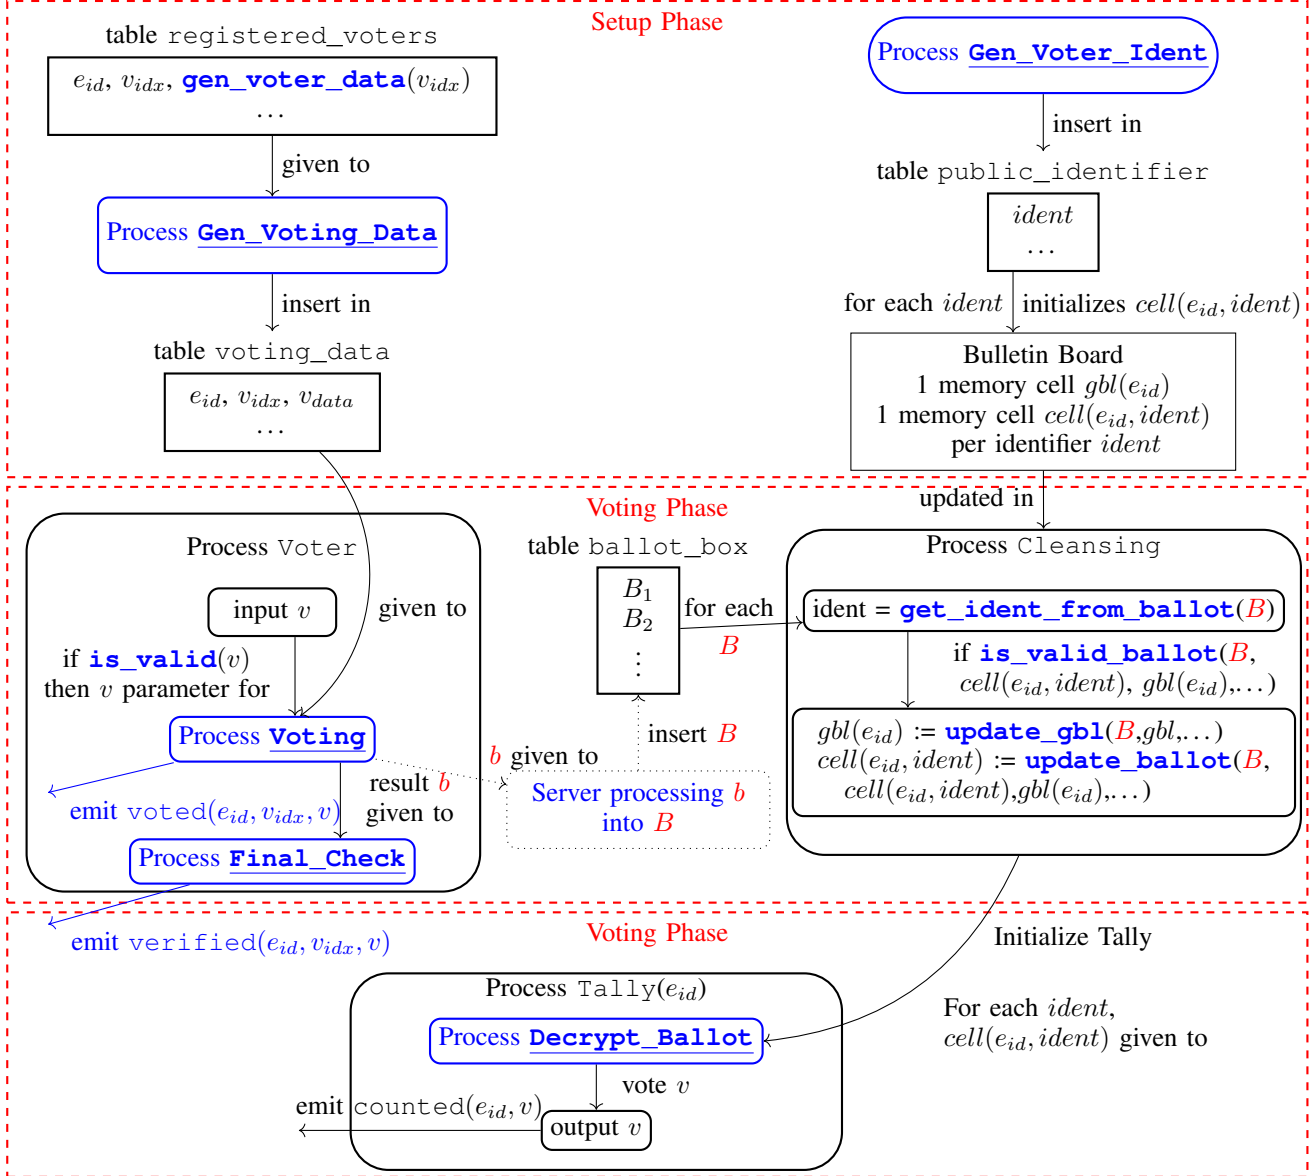 Setup Phase
table registered_voters
e_id, v_idx, gen_voter_data(v_idx)
...
given to
Process Gen_Voting_Data
insert in
table voting_data
e_id, v_idx, v_data
...
Process Gen_Voter_Ident
insert in
table public_identifier
ident
...
for each ident initializes cell(e_id, ident)
Bulletin Board
1 memory cell gbl(e_id)
1 memory cell cell(e_id, ident)
per identifier ident
updated in
Voting Phase
Process Voter
input v
given to
if is_valid(v)
then v parameter for
Process Voting
emit voted(e_id, v_idx, v)
result b
given to
Process Final_Check
emit verified(e_id, v_idx, v)
b given to
Server processing b
into B
insert B
table ballot_box
B_1
B_2
⋮
for each
B
Process Cleansing
ident = get_ident_from_ballot(B)
if is_valid_ballot(B,
cell(e_id, ident), gbl(e_id),...)
gbl(e_id) := update_gbl(B,gbl,...)
cell(e_id, ident) := update_ballot(B,
cell(e_id, ident),gbl(e_id),...)
Voting Phase
Initialize Tally
For each ident,
cell(e_id, ident) given to
Process Tally(e_id)
Process Decrypt_Ballot
vote v
emit counted(e_id, v)
output v